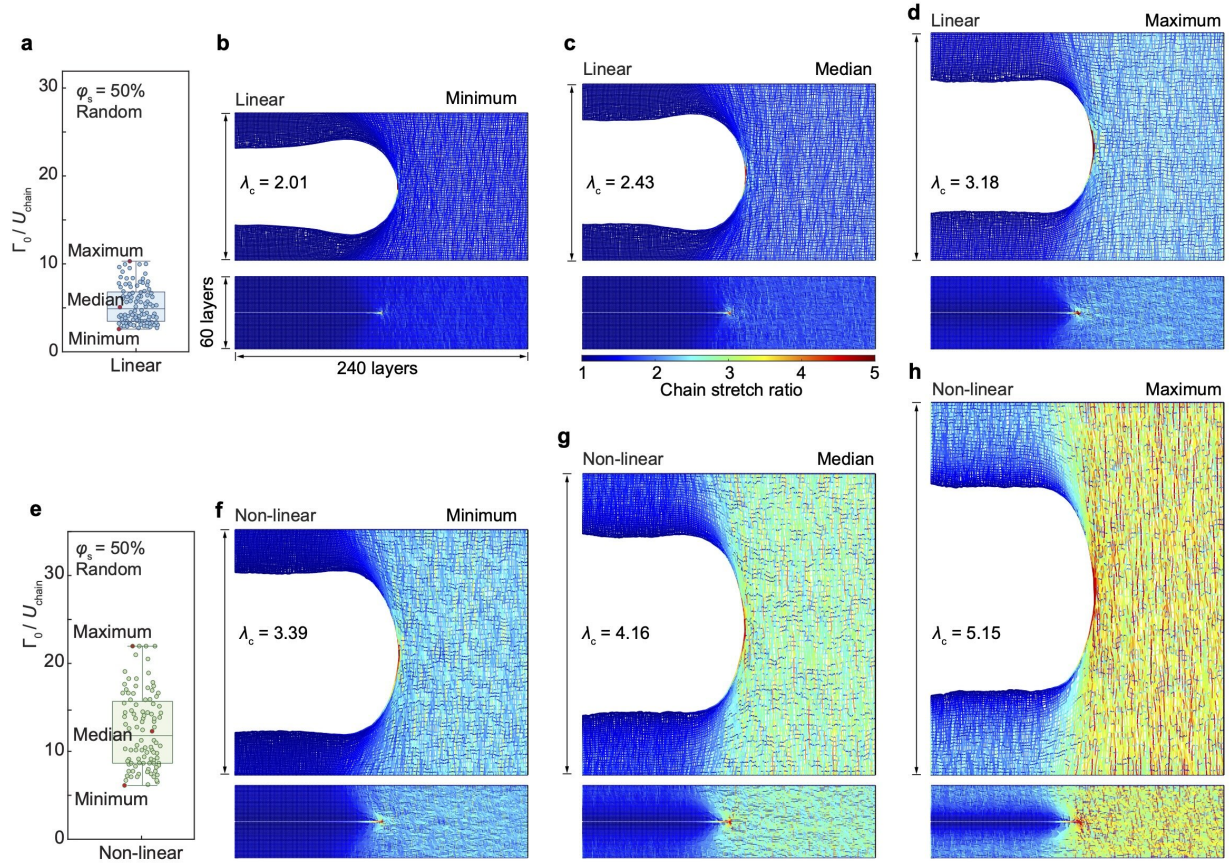 a
30
φs = 50%
Random
20
Γ0 / Uchain
Maximum
10
Median
Minimum
0
Linear
b
Linear Minimum
λc = 2.01
60 layers
240 layers
c
Linear Median
λc = 2.43
1 2 3 4 5
Chain stretch ratio
d
Linear Maximum
λc = 3.18
e
φs = 50%
Random
30
Γ0 / Uchain
Maximum
20
Median
10
Minimum
0
Non-linear
f
Non-linear Minimum
λc = 3.39
g
Non-linear Median
λc = 4.16
h
Non-linear Maximum
λc = 5.15